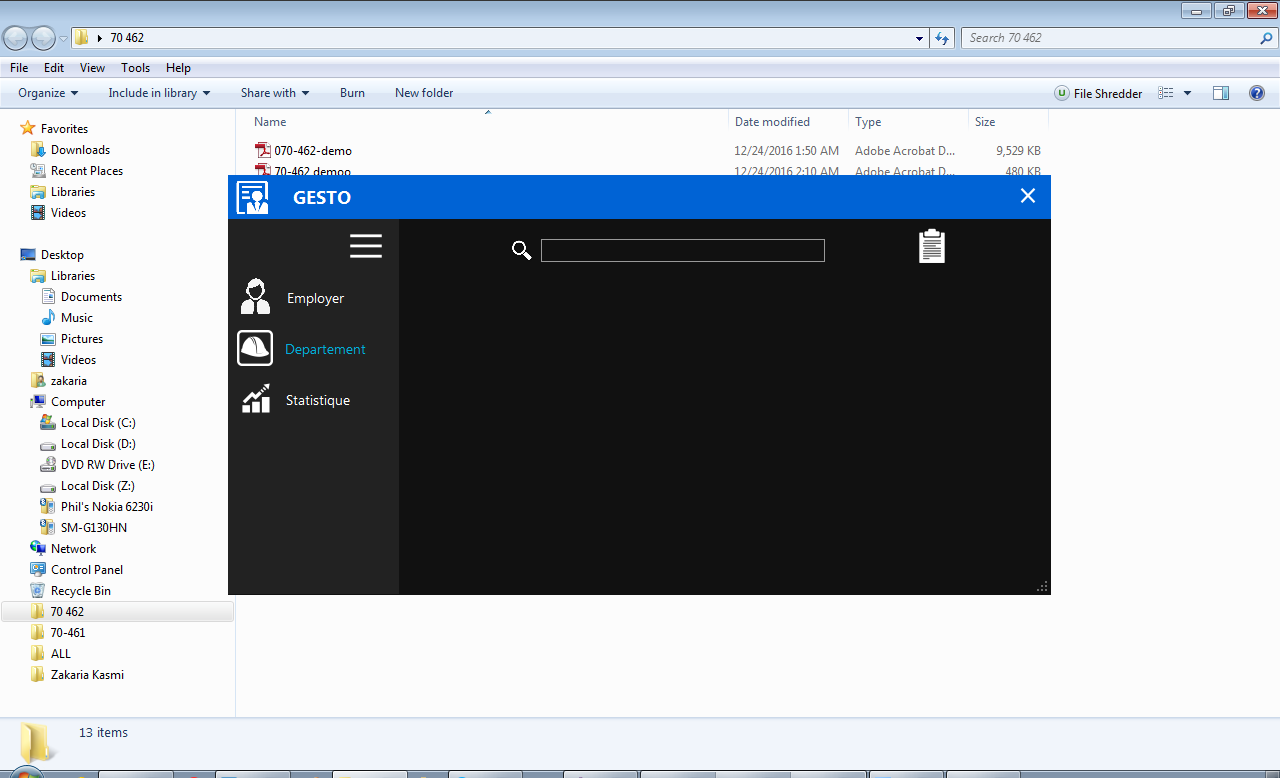 70 462
Search 70 462
File Edit View Tools Help
Organize Include in library Share with Burn New folder File Shredder
Name Date modified Type Size
070-462-demo 12/24/2016 1:50 AM Adobe Acrobat D... 9,529 KB
70-462 demoo 12/24/2016 2:10 AM Adobe Acrobat D... 480 KB
Favorites
Downloads
Recent Places
Libraries
Videos
Desktop
Libraries
Documents
Music
Pictures
Videos
zakaria
Computer
Local Disk (C:)
Local Disk (D:)
DVD RW Drive (E:)
Local Disk (Z:)
Phil's Nokia 6230i
SM-G130HN
Network
Control Panel
Recycle Bin
70 462
70-461
ALL
Zakaria Kasmi
GESTO
Employer
Departement
Statistique
13 items